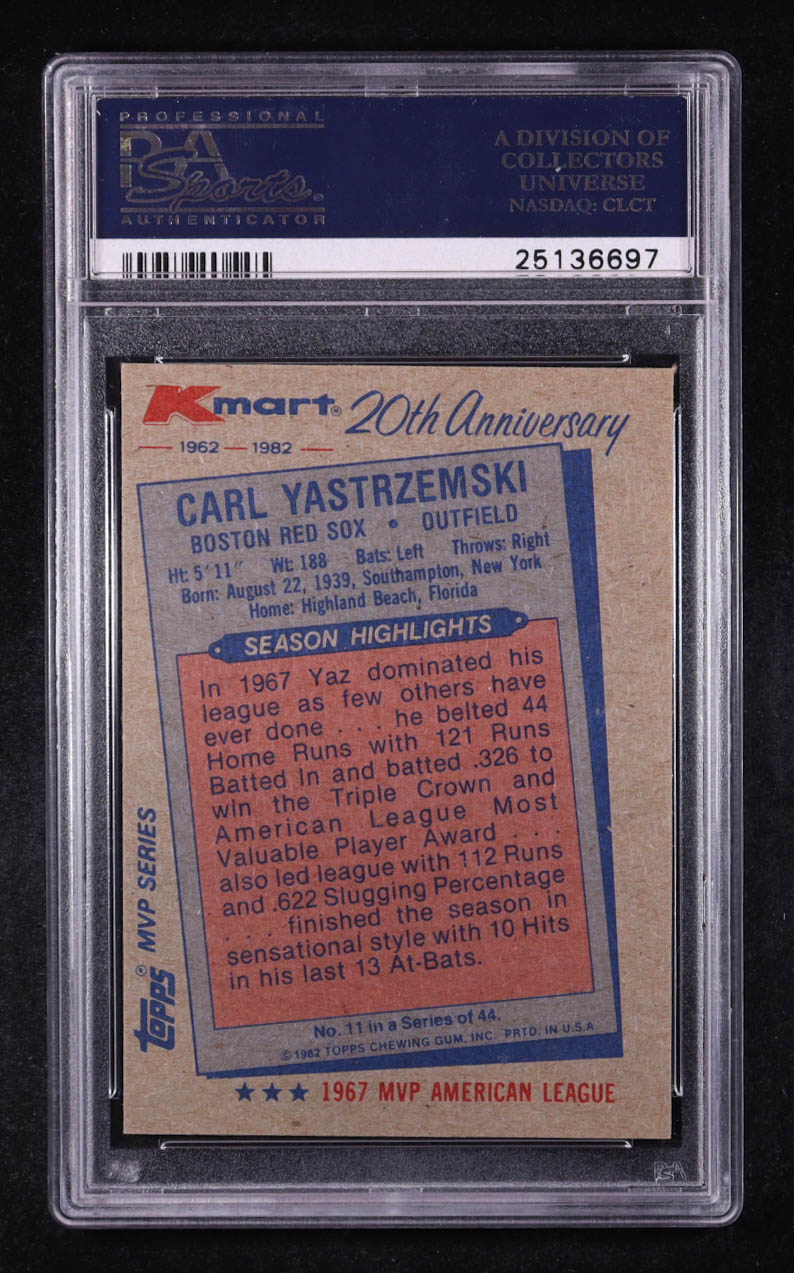 PROFESSIONAL
PSA
Sports
AUTHENTICATOR
A DIVISION OF
COLLECTORS
UNIVERSE
NASDAQ: CLCT
25136697
Kmart® 20th Anniversary
1962 — 1982
CARL YASTRZEMSKI
BOSTON RED SOX • OUTFIELD
Ht: 5'11" Wt: 188 Bats: Left Throws: Right
Born: August 22, 1939, Southampton, New York
Home: Highland Beach, Florida
SEASON HIGHLIGHTS
In 1967 Yaz dominated his
league as few others have
ever done . . . he belted 44
Home Runs with 121 Runs
Batted In and batted .326 to
win the Triple Crown and
American League Most
Valuable Player Award . . .
also led league with 112 Runs
and .622 Slugging Percentage
. . . finished the season in
sensational style with 10 Hits
in his last 13 At-Bats.
No. 11 in a Series of 44.
© 1982 TOPPS CHEWING GUM, INC. PRTD. IN U.S.A
★★★ 1967 MVP AMERICAN LEAGUE
topps® MVP SERIES
PSA